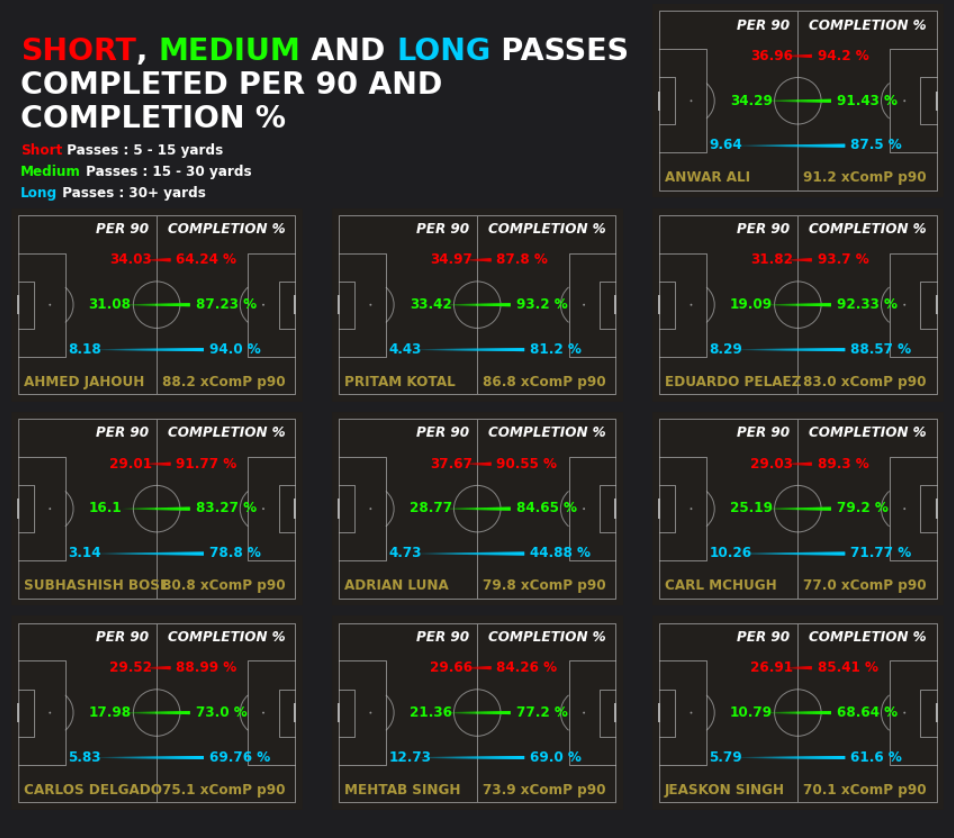 SHORT, MEDIUM AND LONG PASSES
COMPLETED PER 90 AND
COMPLETION %
Short Passes : 5 - 15 yards
Medium Passes : 15 - 30 yards
Long Passes : 30+ yards
PER 90 COMPLETION %
36.96 94.2 %
34.29 91.43 %
9.64 87.5 %
ANWAR ALI 91.2 xComP p90
PER 90 COMPLETION %
34.03 64.24 %
31.08 87.23 %
8.18 94.0 %
AHMED JAHOUH 88.2 xComP p90
PER 90 COMPLETION %
34.97 87.8 %
33.42 93.2 %
4.43 81.2 %
PRITAM KOTAL 86.8 xComP p90
PER 90 COMPLETION %
31.82 93.7 %
19.09 92.33 %
8.29 88.57 %
EDUARDO PELAEZ 83.0 xComP p90
PER 90 COMPLETION %
29.01 91.77 %
16.1 83.27 %
3.14 78.8 %
SUBHASHISH BOSE 80.8 xComP p90
PER 90 COMPLETION %
37.67 90.55 %
28.77 84.65 %
4.73 44.88 %
ADRIAN LUNA 79.8 xComP p90
PER 90 COMPLETION %
29.03 89.3 %
25.19 79.2 %
10.26 71.77 %
CARL MCHUGH 77.0 xComP p90
PER 90 COMPLETION %
29.52 88.99 %
17.98 73.0 %
5.83 69.76 %
CARLOS DELGADO 75.1 xComP p90
PER 90 COMPLETION %
29.66 84.26 %
21.36 77.2 %
12.73 69.0 %
MEHTAB SINGH 73.9 xComP p90
PER 90 COMPLETION %
26.91 85.41 %
10.79 68.64 %
5.79 61.6 %
JEASKON SINGH 70.1 xComP p90